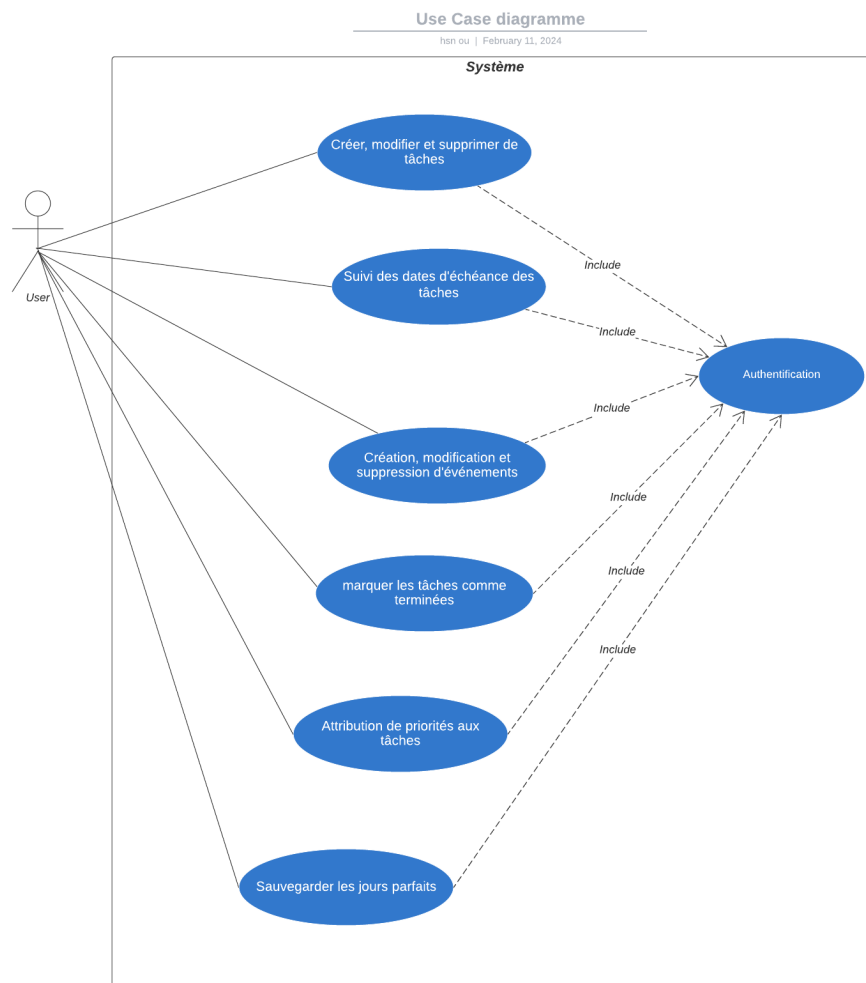 Use Case diagramme
hsn ou | February 11, 2024
Système
Créer, modifier et supprimer de
tâches
Include
User
Suivi des dates d'échéance des
tâches
Include
Authentification
Include
Création, modification et
suppression d'événements
Include
marquer les tâches comme
terminées
Include
Include
Attribution de priorités aux
tâches
Sauvegarder les jours parfaits